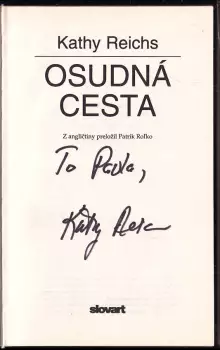 Kathy Reichs
OSUDNÁ
CESTA
Z angličtiny preložil Patrik Roľko
To Pavla,
Kathy Reichs
slovart